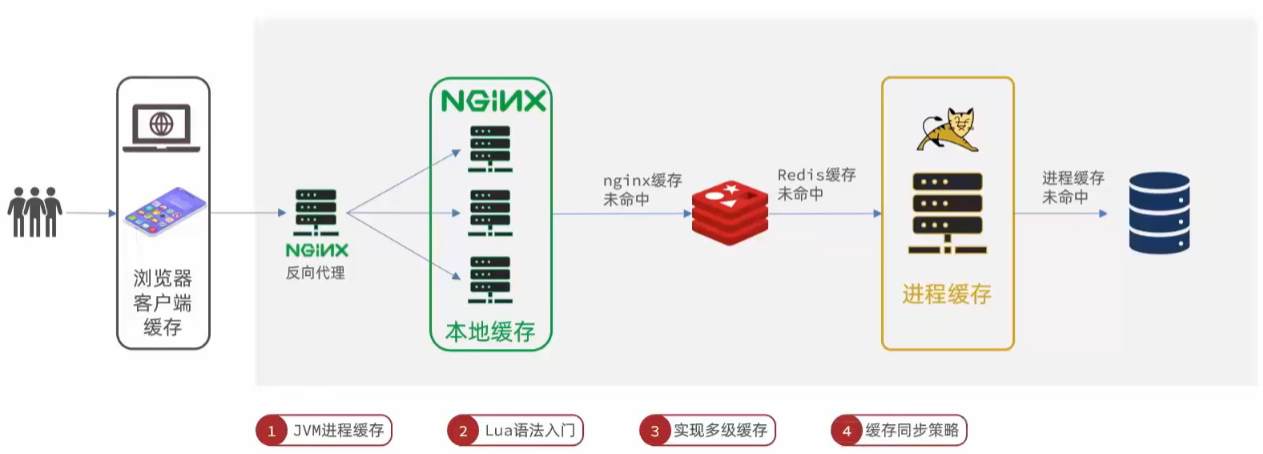 浏览器
客户端
缓存
NGINX
反向代理
NGINX
本地缓存
nginx缓存
未命中
Redis缓存
未命中
进程缓存
进程缓存
未命中
1 JVM进程缓存
2 Lua语法入门
3 实现多级缓存
4 缓存同步策略